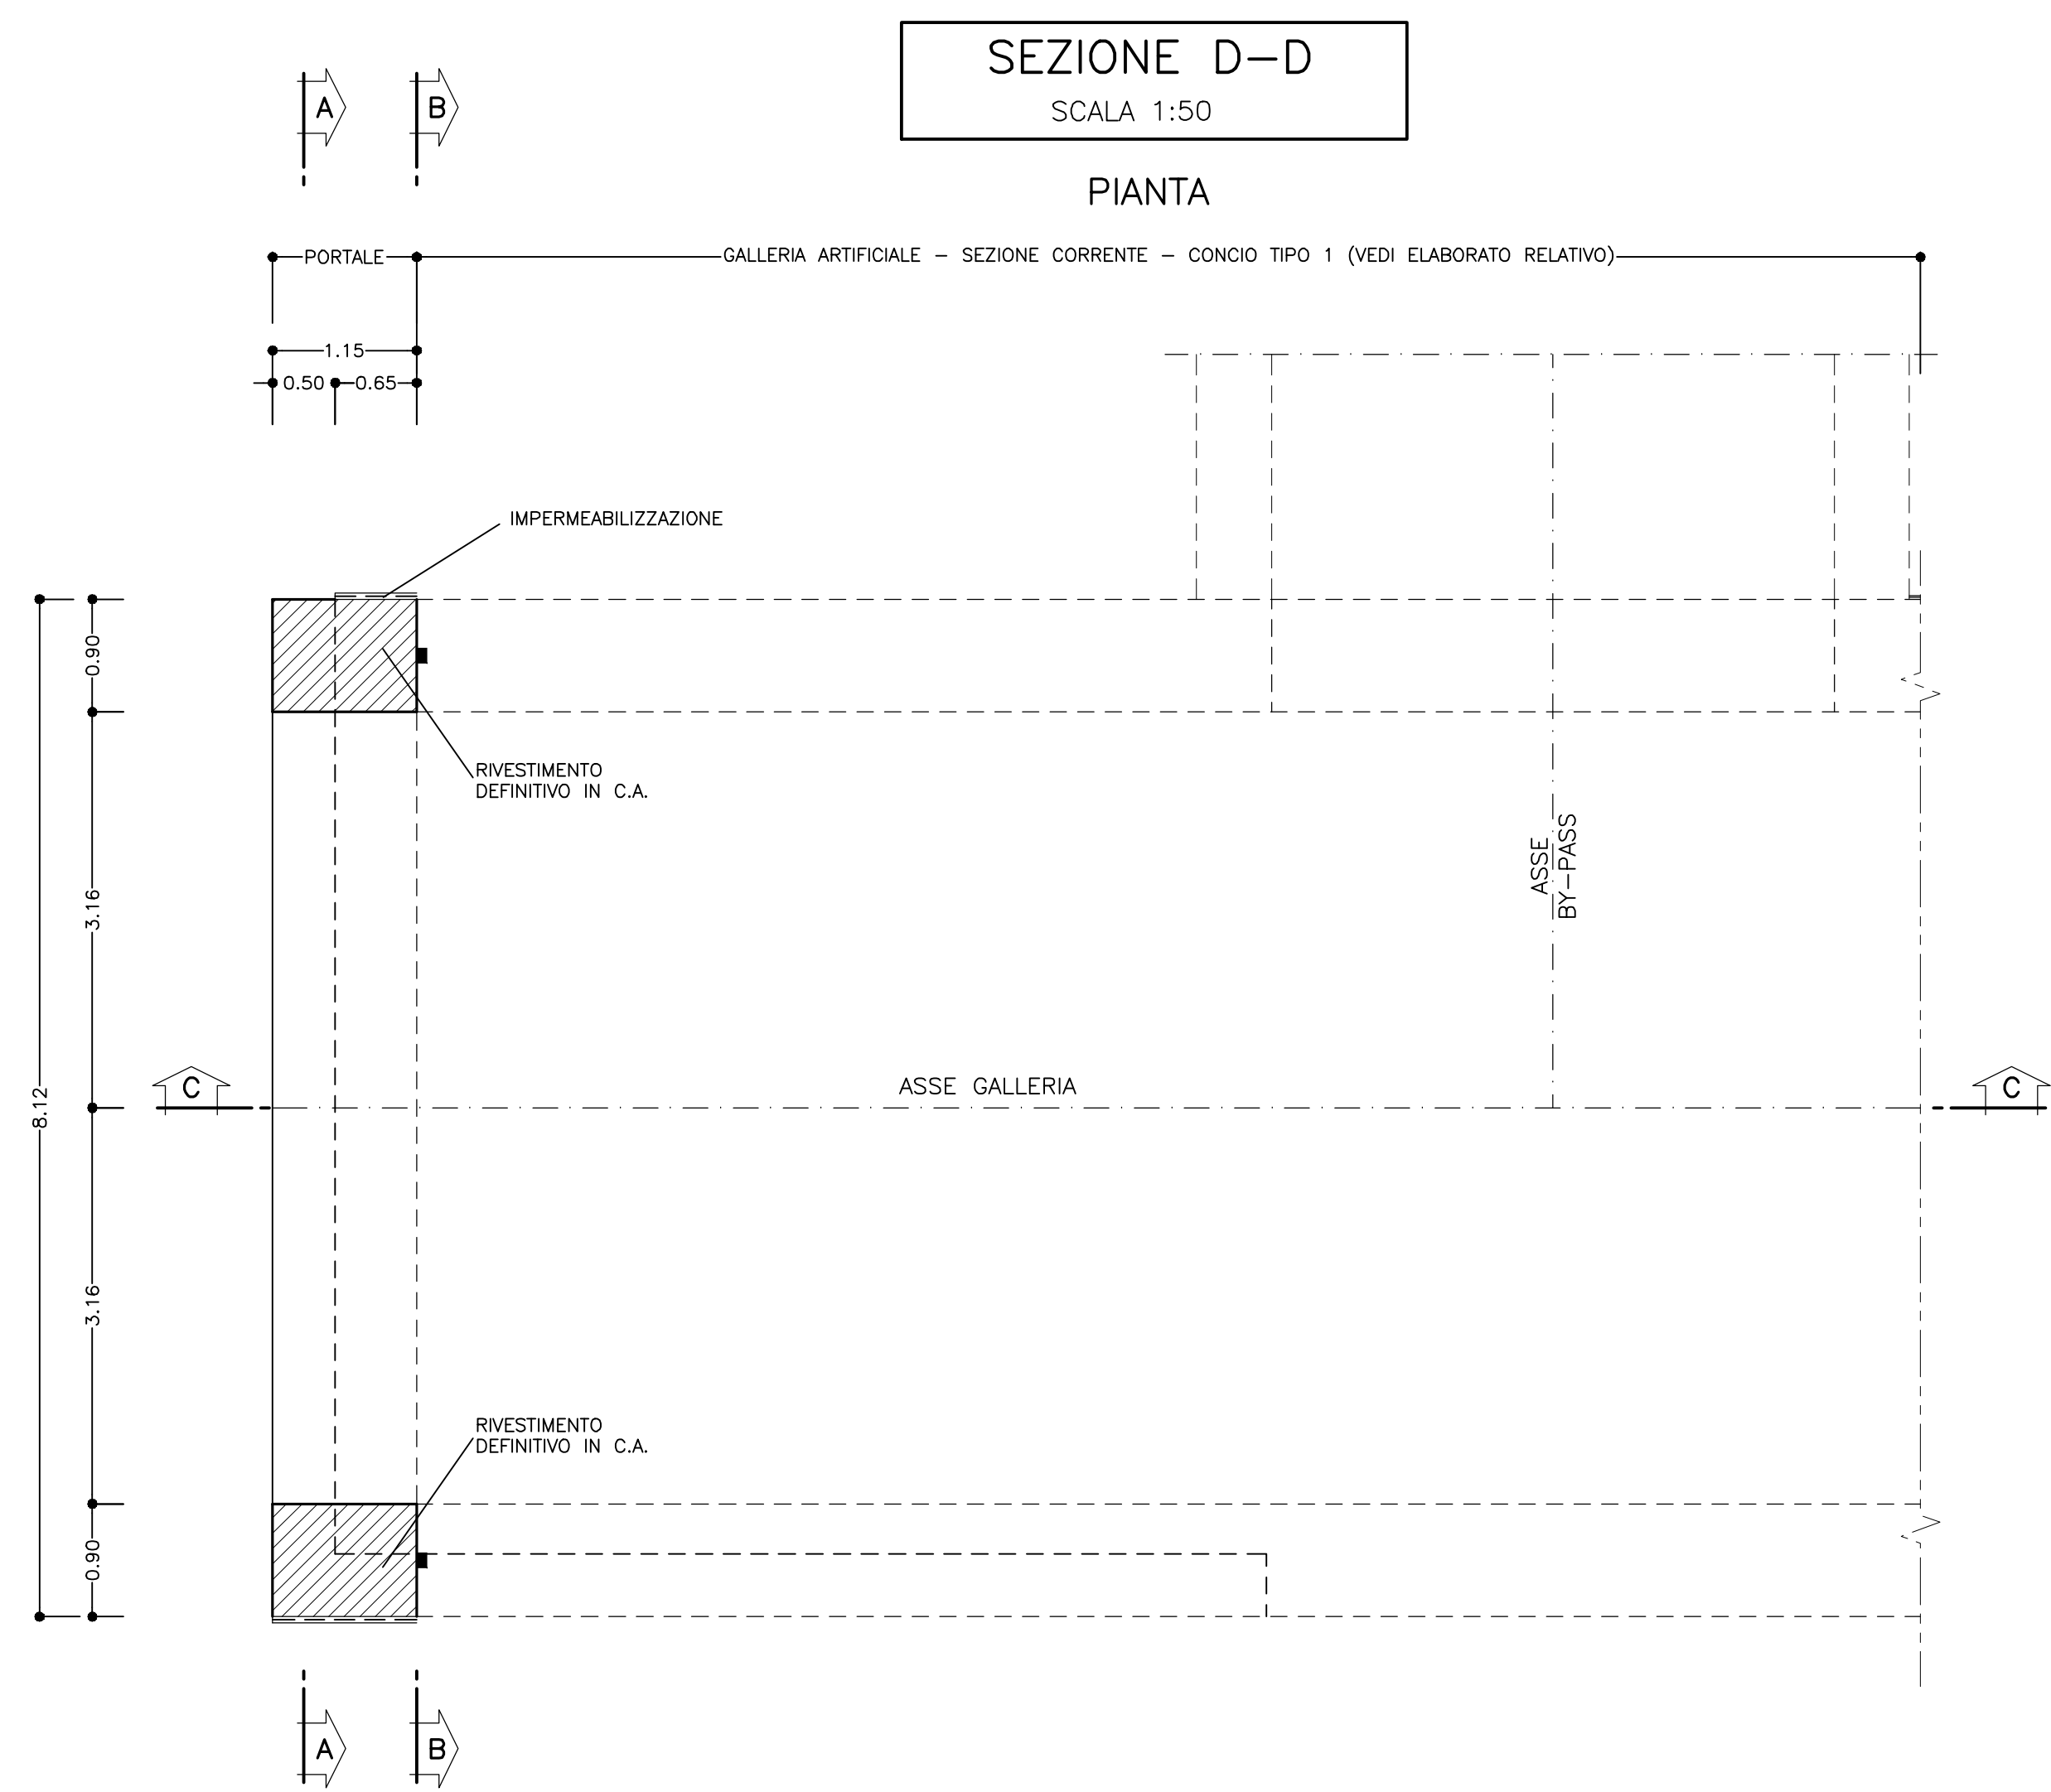 SEZIONE D-D
SCALA 1:50
A
B
PIANTA
PORTALE
GALLERIA ARTIFICIALE - SEZIONE CORRENTE - CONCIO TIPO 1 (VEDI ELABORATO RELATIVO)
1.15
0.50
0.65
IMPERMEABILIZZAZIONE
0.90
RIVESTIMENTO
DEFINITIVO IN C.A.
3.16
ASSE
BY-PASS
C
ASSE GALLERIA
C
8.12
3.16
RIVESTIMENTO
DEFINITIVO IN C.A.
0.90
A
B